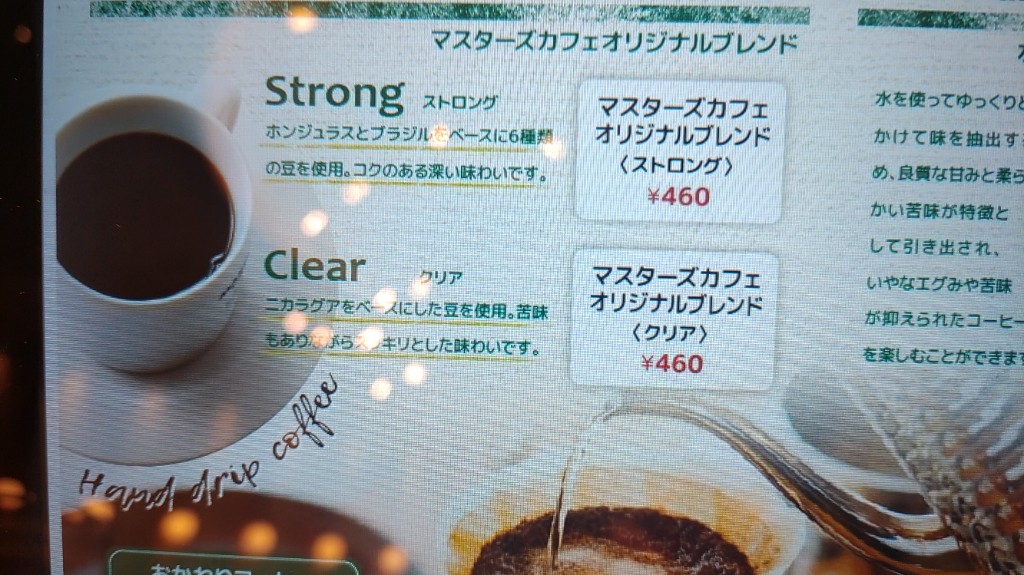 マスターズカフェオリジナルブレンド
Strong ストロング
ホンジュラスとブラジルをベースに6種類
の豆を使用。コクのある深い味わいです。
マスターズカフェ
オリジナルブレンド
〈ストロング〉
¥460
Clear クリア
ニカラグアをベースにした豆を使用。苦味
もありながらスッキリとした味わいです。
マスターズカフェ
オリジナルブレンド
〈クリア〉
¥460
Hand drip coffee
水を使ってゆっくりと
かけて味を抽出す
め、良質な甘みと柔ら
かい苦味が特徴と
して引き出され、
いやなエグみや苦味
が抑えられたコーヒー
を楽しむことができます